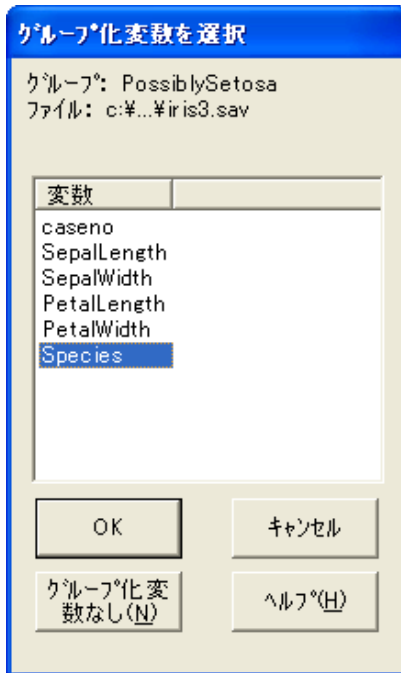 ｸﾞﾙｰﾌﾟ化変数を選択
ｸﾞﾙｰﾌﾟ: PossiblySetosa
ﾌｧｲﾙ: c:¥...¥iris3.sav
変数
caseno
SepalLength
SepalWidth
PetalLength
PetalWidth
Species
OK
ｷｬﾝｾﾙ
ｸﾞﾙｰﾌﾟ化変
数なし(N)
ﾍﾙﾌﾟ(H)